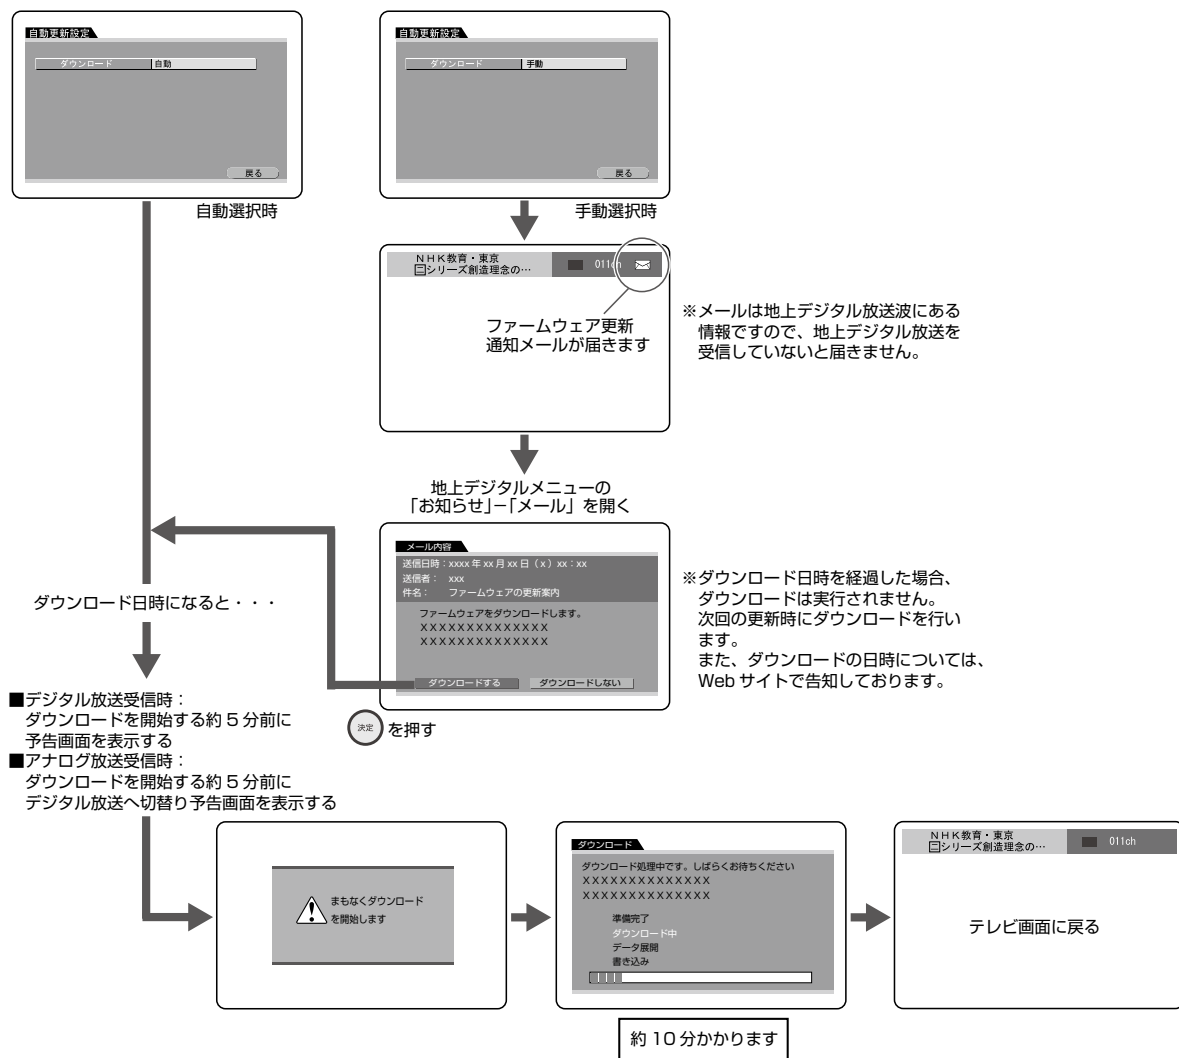 自動更新設定
ダウンロード 自動
戻る
自動選択時
自動更新設定
ダウンロード 手動
戻る
手動選択時
NHK教育・東京
シリーズ創造理念の… 011ch
ファームウェア更新
通知メールが届きます
※メールは地上デジタル放送波にある
情報ですので、地上デジタル放送を
受信していないと届きません。
地上デジタルメニューの
「お知らせ」−「メール」を開く
メール内容
送信日時：xxxx 年 xx 月 xx 日（x）xx：xx
送信者： xxx
件名： ファームウェアの更新案内
ファームウェアをダウンロードします。
XXXXXXXXXXXXXX
XXXXXXXXXXXXXX
ダウンロードする ダウンロードしない
決定 を押す
※ダウンロード日時を経過した場合、
ダウンロードは実行されません。
次回の更新時にダウンロードを行い
ます。
また、ダウンロードの日時については、
Web サイトで告知しております。
ダウンロード日時になると・・・
■デジタル放送受信時：
ダウンロードを開始する約 5 分前に
予告画面を表示する
■アナログ放送受信時：
ダウンロードを開始する約 5 分前に
デジタル放送へ切替り予告画面を表示する
まもなくダウンロード
を開始します
ダウンロード
ダウンロード処理中です。しばらくお待ちください
XXXXXXXXXXXXXX
XXXXXXXXXXXXXX
準備完了
ダウンロード中
データ展開
書き込み
約 10 分かかります
NHK教育・東京
シリーズ創造理念の… 011ch
テレビ画面に戻る